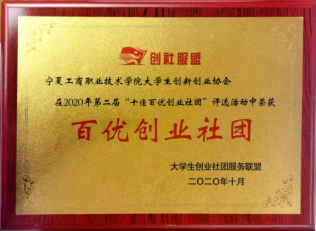 创社服盟
宁夏工商职业技术学院大学生创新创业协会
在2020年第二届“十佳百优创业社团”评选活动中荣获
百优创业社团
大学生创业社团服务联盟
二〇二〇年十月